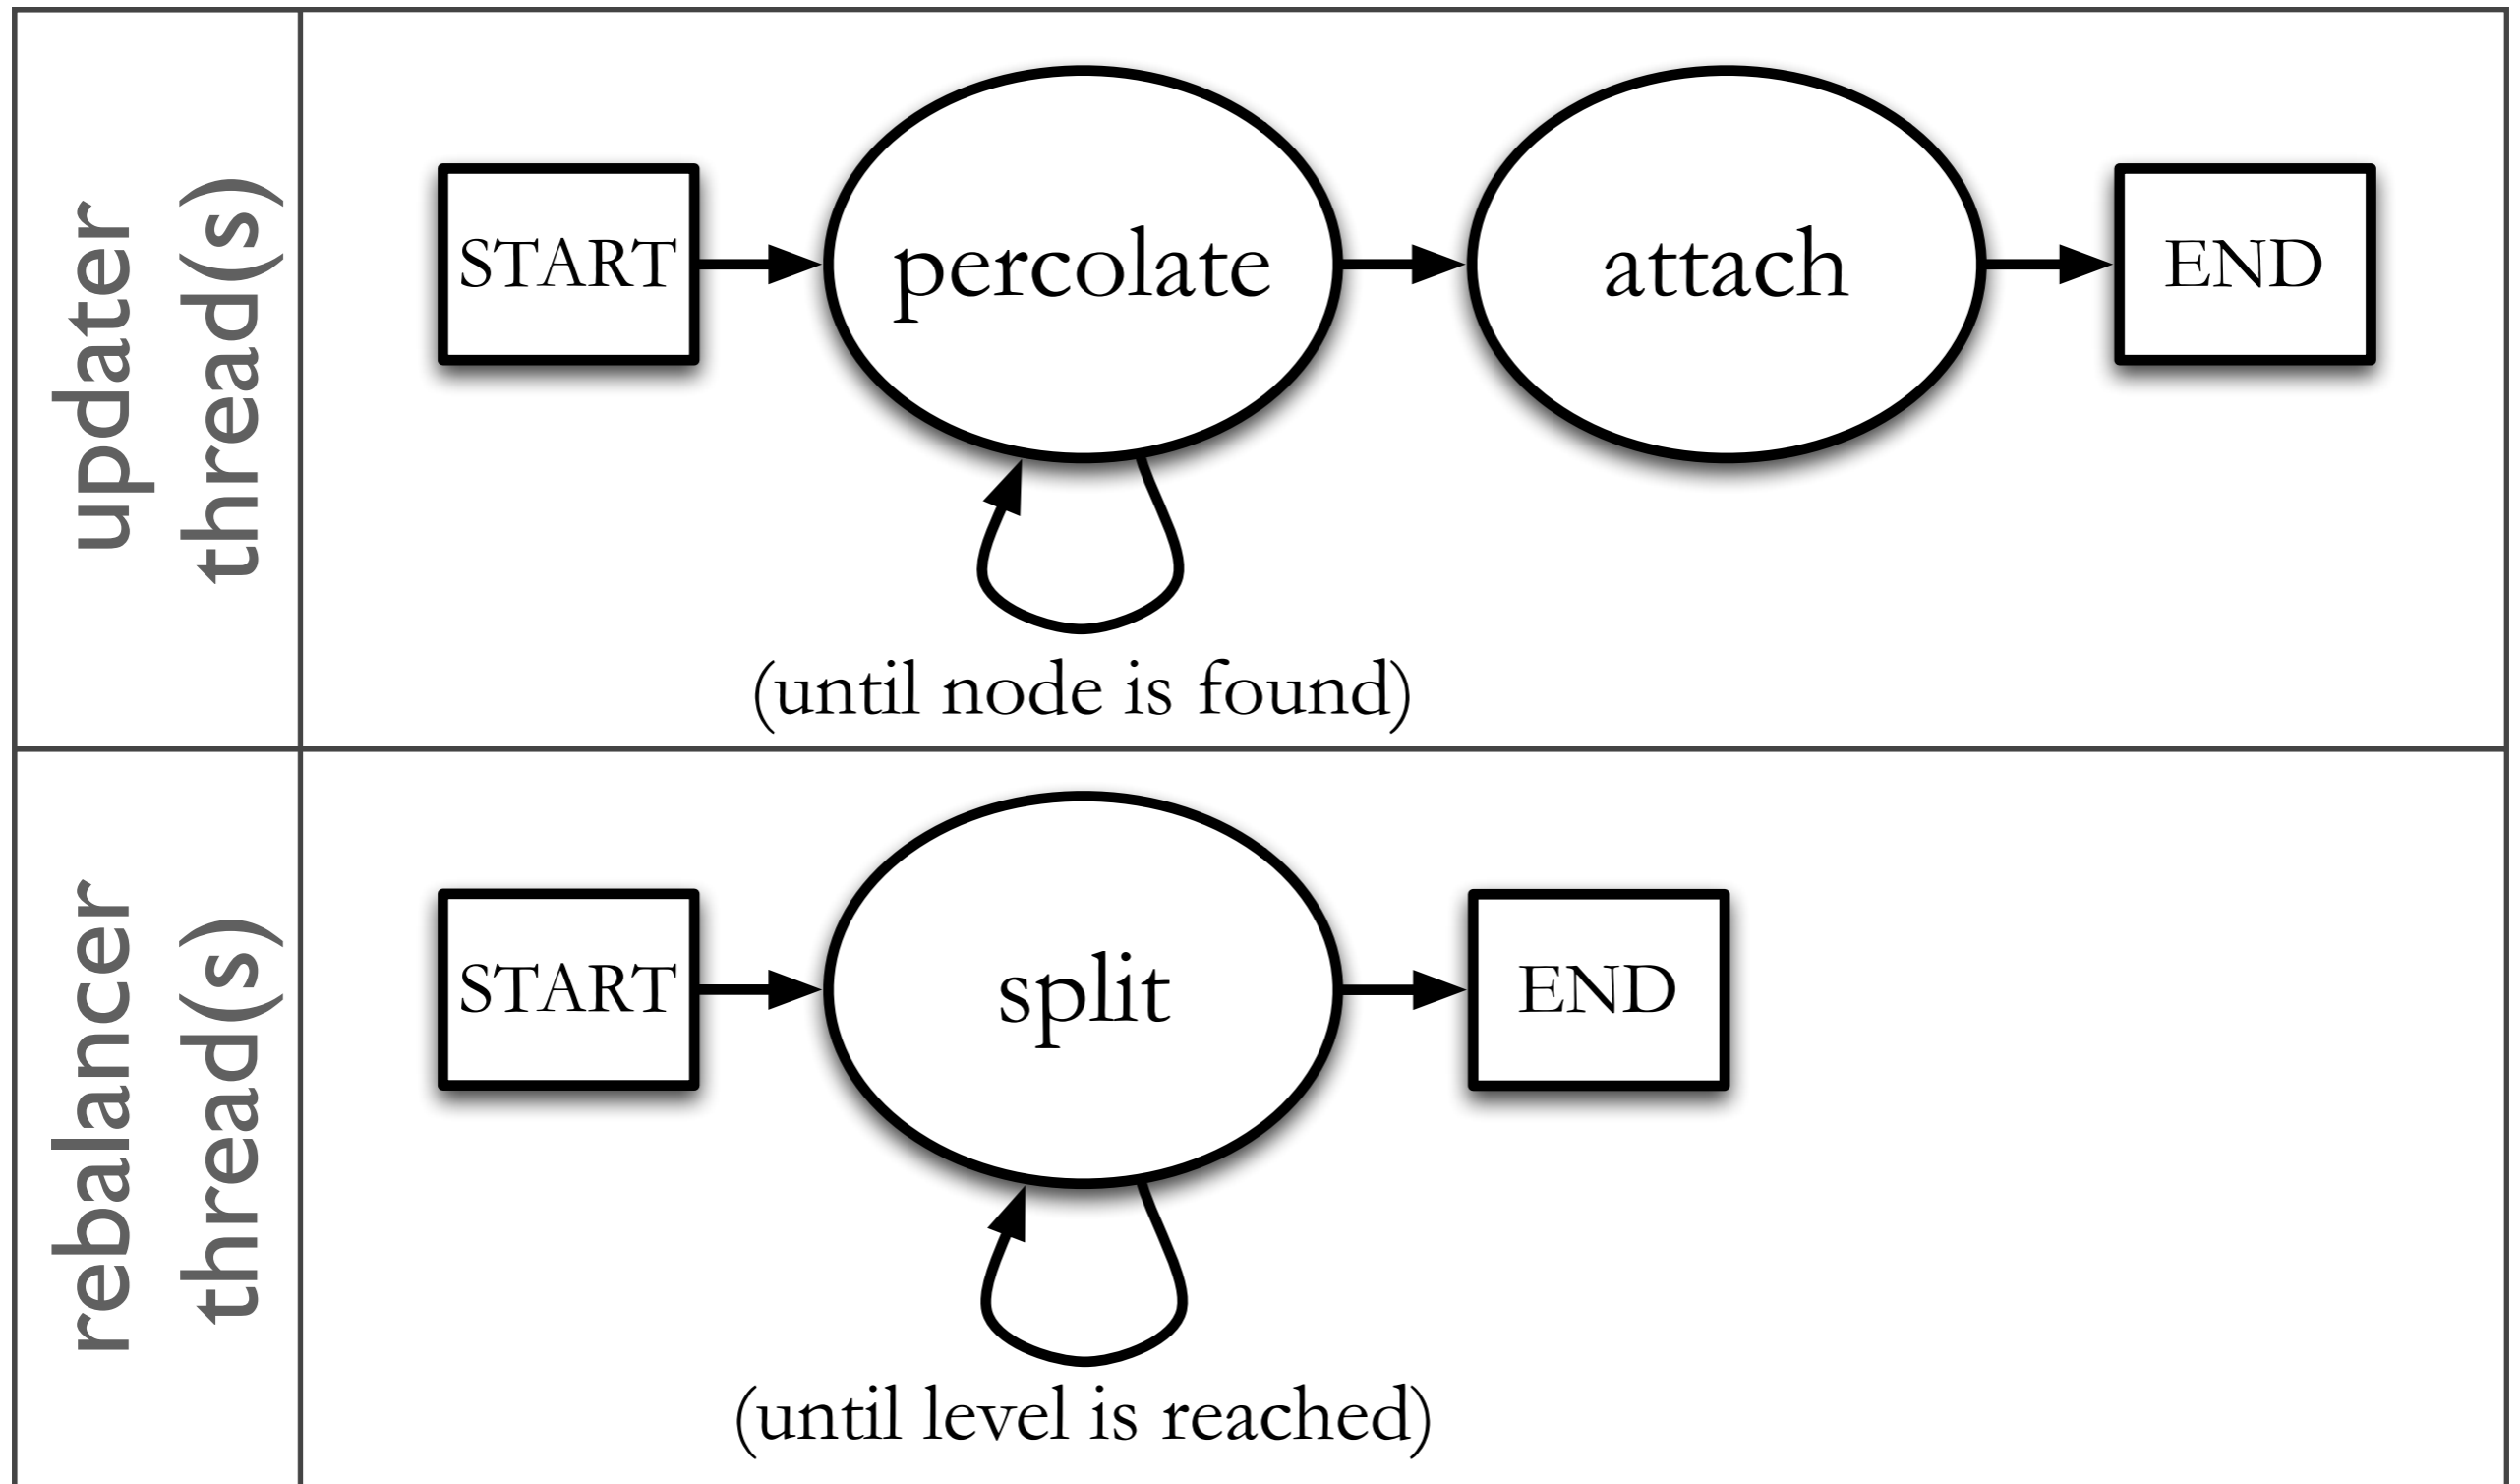 updater
thread(s)
START
percolate
attach
END
(until node is found)
rebalancer
thread(s)
START
split
END
(until level is reached)